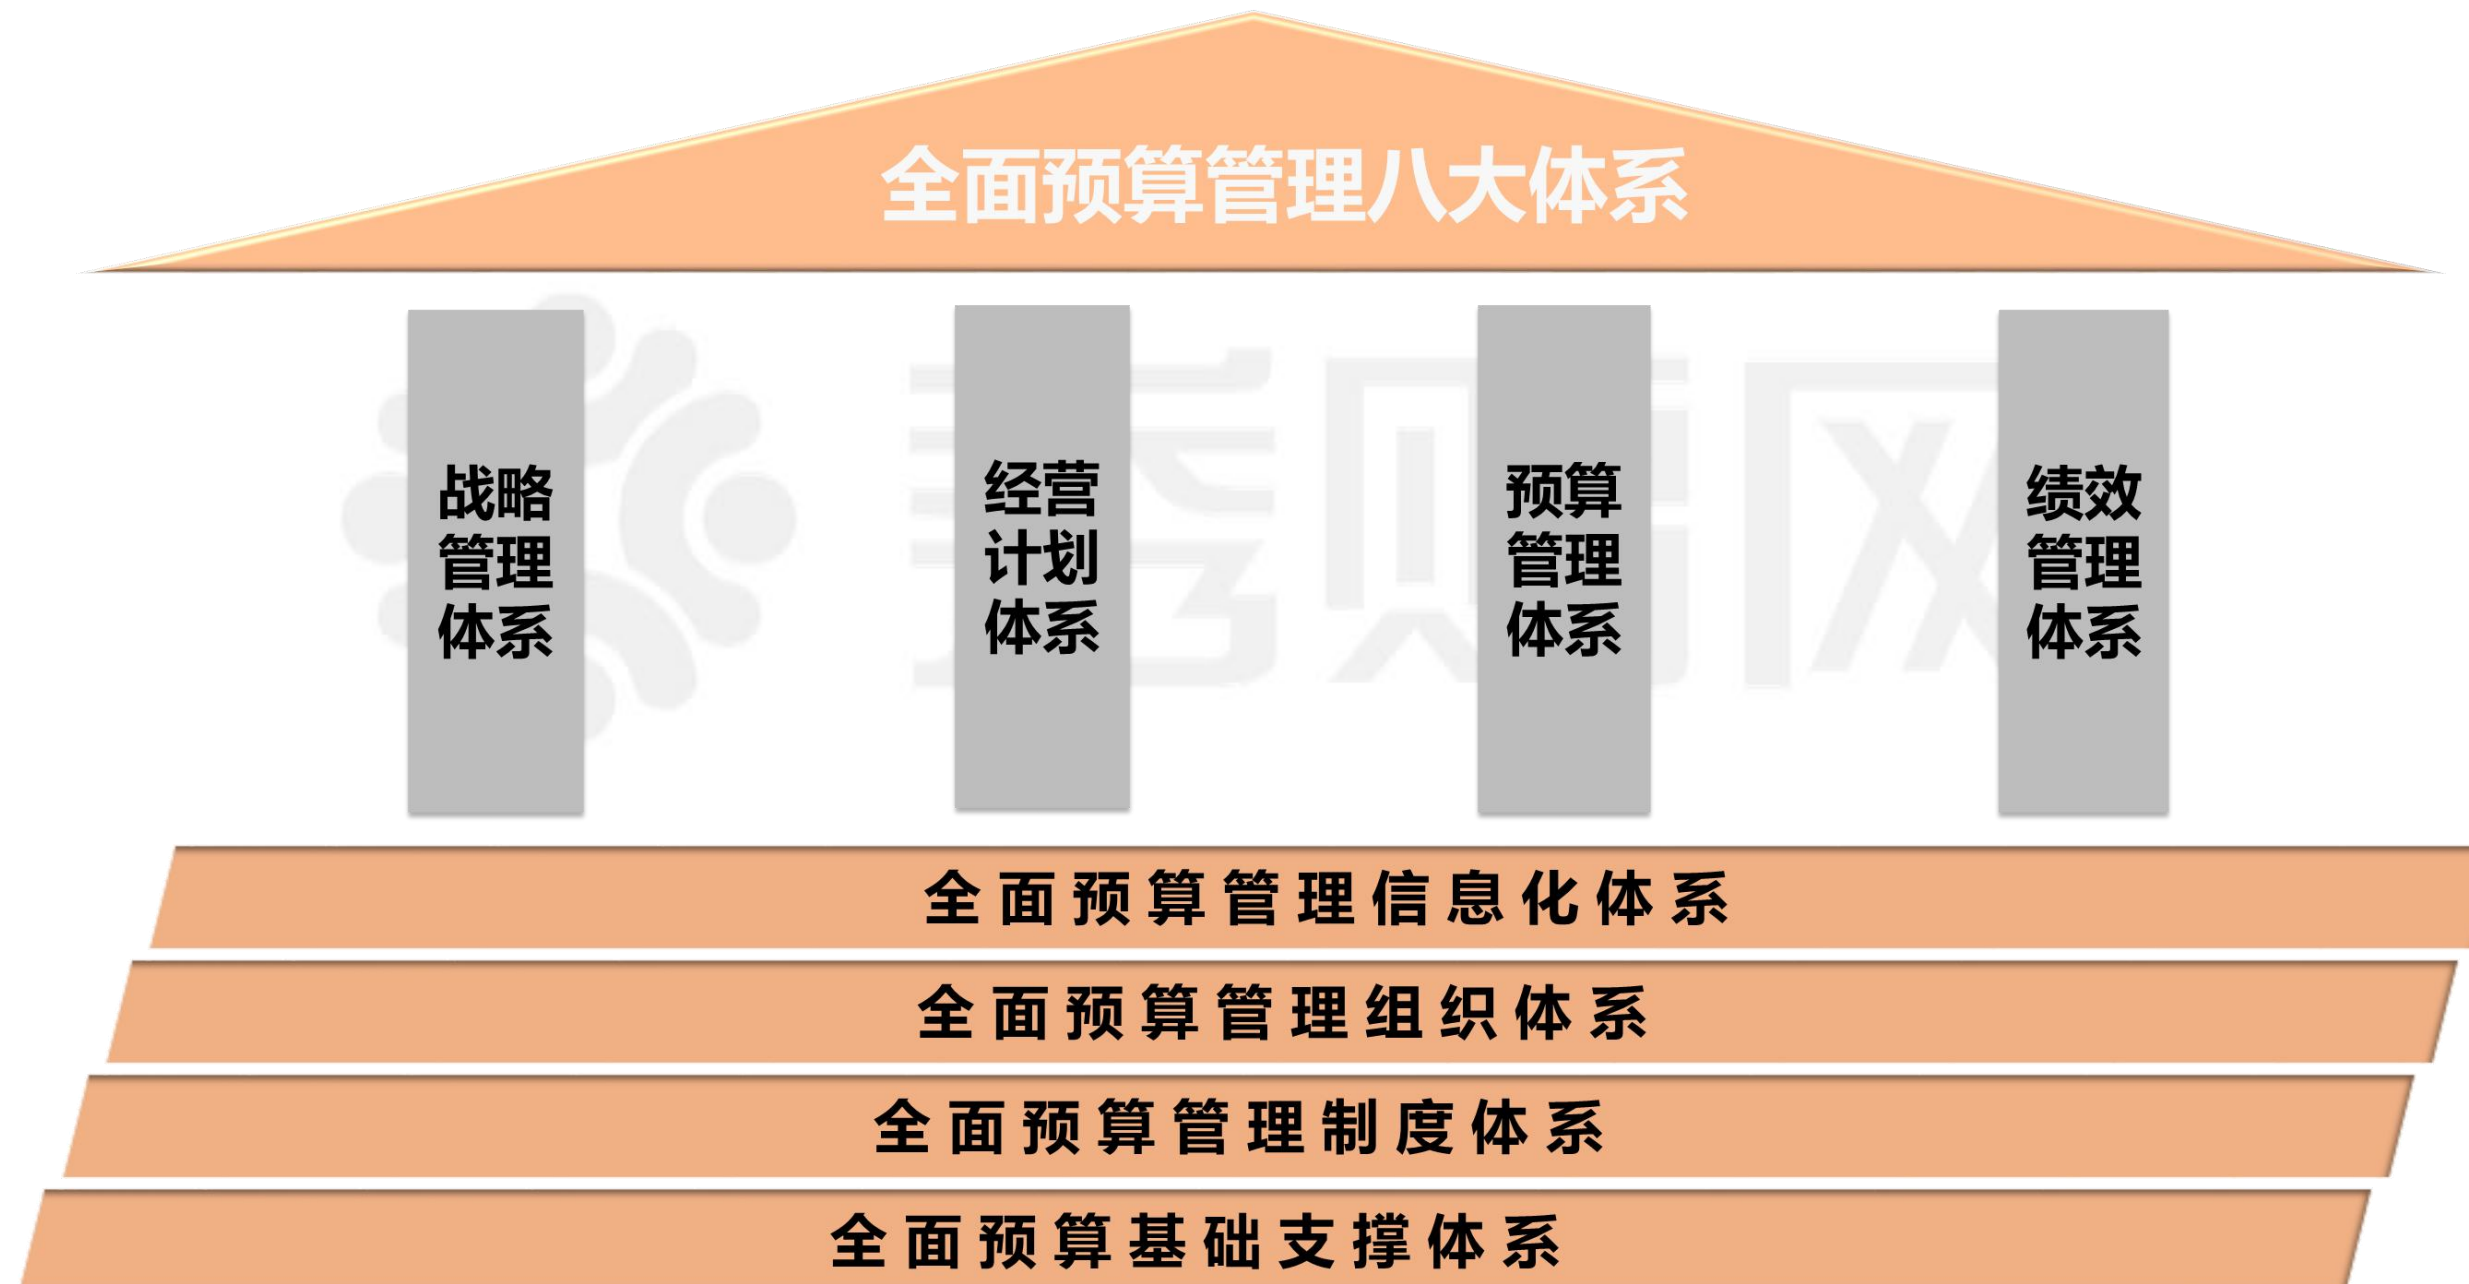 全面预算管理八大体系
战略
管理
体系
经营
计划
体系
预算
管理
体系
绩效
管理
体系
全面预算管理信息化体系
全面预算管理组织体系
全面预算管理制度体系
全面预算基础支撑体系